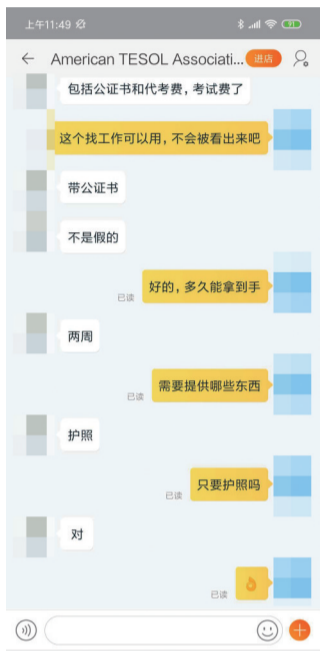 上午11:49
91
American TESOL Associati...
进店
包括公证书和代考费，考试费了
这个找工作可以用，不会被看出来吧
带公证书
不是假的
好的，多久能拿到手
已读
两周
需要提供哪些东西
已读
护照
只要护照吗
已读
对
已读